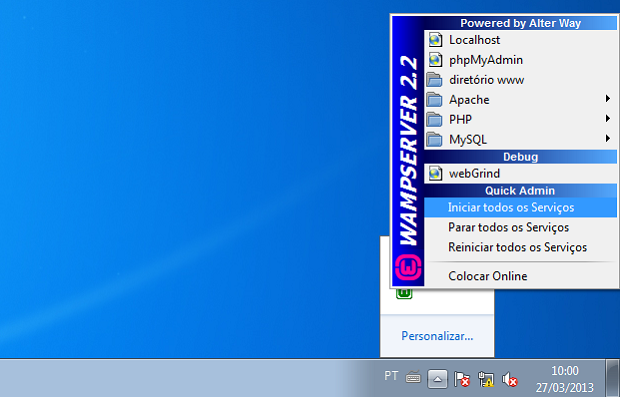 Powered by Alter Way
Localhost
phpMyAdmin
diretório www
Apache
PHP
MySQL
Debug
webGrind
Quick Admin
Iniciar todos os Serviços
Parar todos os Serviços
Reiniciar todos os Serviços
Colocar Online
WAMPSERVER 2.2
Personalizar...
PT
10:00
27/03/2013